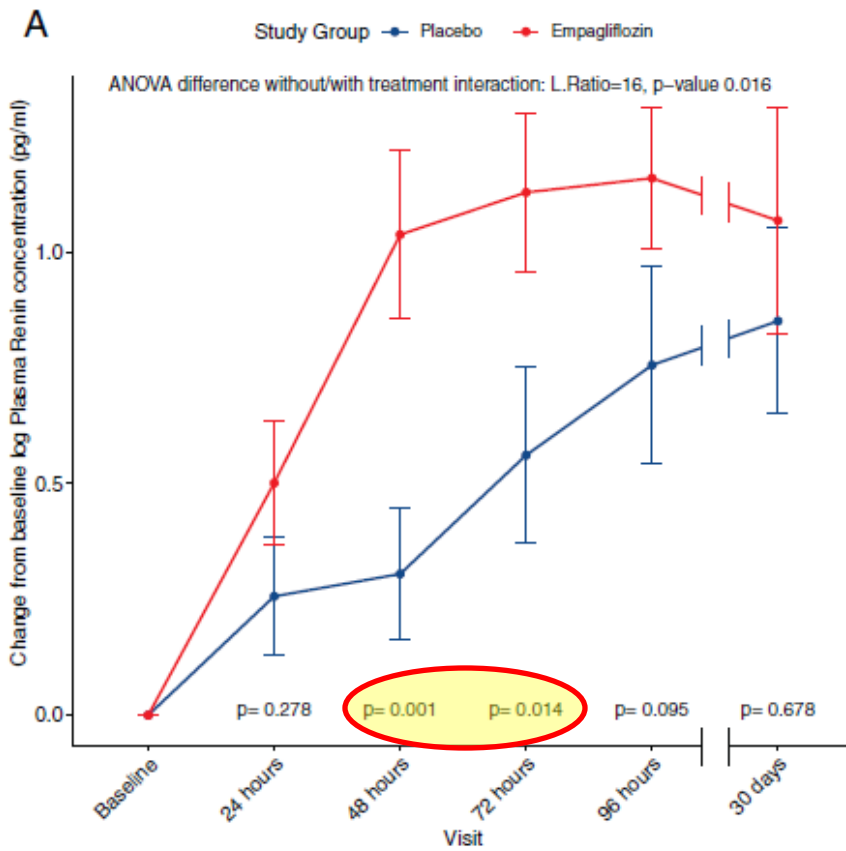 A
Study Group Placebo Empagliflozin
ANOVA difference without/with treatment interaction: L.Ratio=16, p-value 0.016
Change from baseline log Plasma Renin concentration (pg/ml)
1.0
0.5
0.0
p= 0.278 p= 0.001 p= 0.014 p= 0.095 p= 0.678
Baseline 24 hours 48 hours 72 hours 96 hours 30 days
Visit